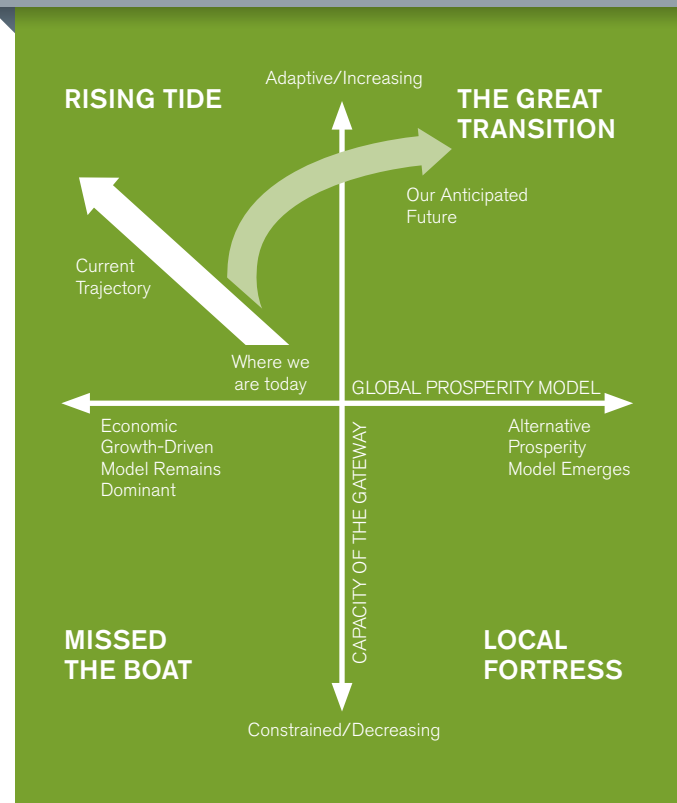 Adaptive/Increasing
RISING TIDE
THE GREAT
TRANSITION
Our Anticipated
Future
Current
Trajectory
Where we
are today
GLOBAL PROSPERITY MODEL
Economic
Growth-Driven
Model Remains
Dominant
Alternative
Prosperity
Model Emerges
CAPACITY OF THE GATEWAY
MISSED
THE BOAT
LOCAL
FORTRESS
Constrained/Decreasing